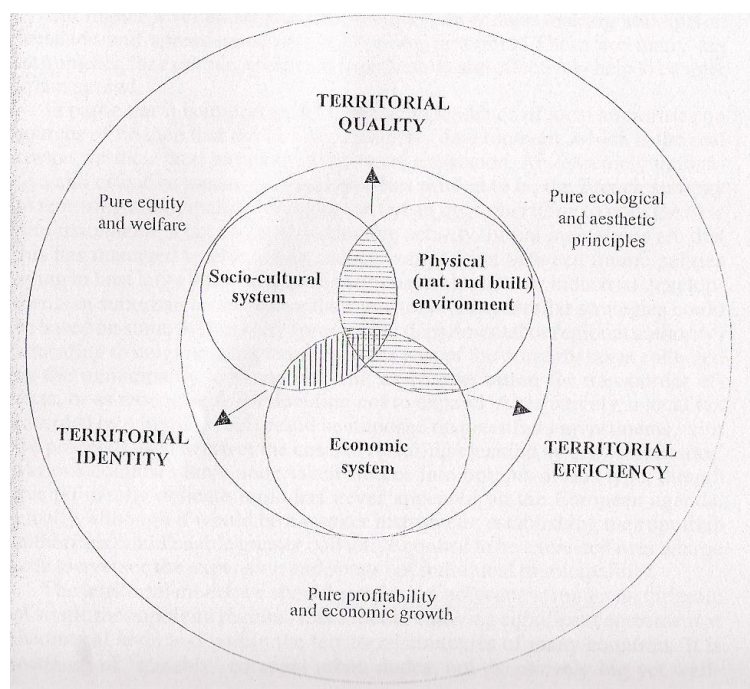 TERRITORIAL
QUALITY
Pure equity
and welfare
Pure ecological
and aesthetic
principles
Socio-cultural
system
Physical
(nat. and built)
environment
TERRITORIAL
IDENTITY
Economic
system
TERRITORIAL
EFFICIENCY
Pure profitability
and economic growth